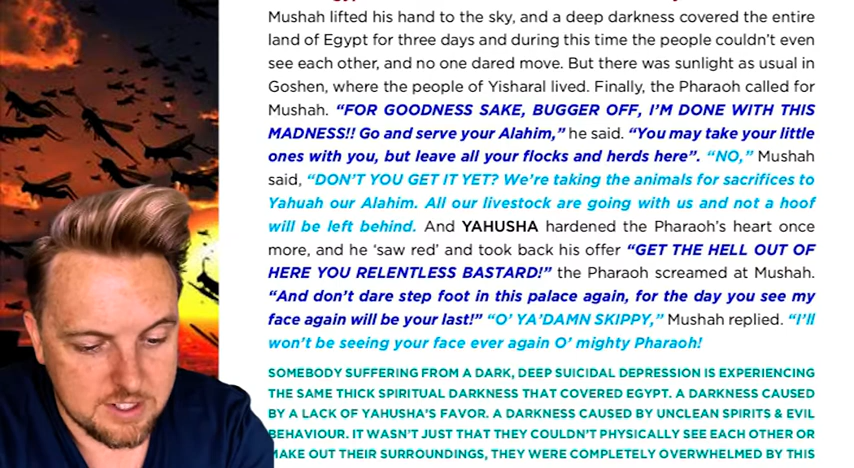 Mushah lifted his hand to the sky, and a deep darkness covered the entire
land of Egypt for three days and during this time the people couldn't even
see each other, and no one dared move. But there was sunlight as usual in
Goshen, where the people of Yisharal lived. Finally, the Pharaoh called for
Mushah. “FOR GOODNESS SAKE, BUGGER OFF, I’M DONE WITH THIS
MADNESS!! Go and serve your Alahim,” he said. “You may take your little
ones with you, but leave all your flocks and herds here”. “NO,” Mushah
said, “DON’T YOU GET IT YET? We’re taking the animals for sacrifices to
Yahuah our Alahim. All our livestock are going with us and not a hoof
will be left behind. And YAHUSHA hardened the Pharaoh’s heart once
more, and he ‘saw red’ and took back his offer “GET THE HELL OUT OF
HERE YOU RELENTLESS BASTARD!” the Pharaoh screamed at Mushah.
“And don’t dare step foot in this palace again, for the day you see my
face again will be your last!” “O’ YA’DAMN SKIPPY,” Mushah replied. “I’ll
won’t be seeing your face ever again O’ mighty Pharaoh!
SOMEBODY SUFFERING FROM A DARK, DEEP SUICIDAL DEPRESSION IS EXPERIENCING
THE SAME THICK SPIRITUAL DARKNESS THAT COVERED EGYPT. A DARKNESS CAUSED
BY A LACK OF YAHUSHA’S FAVOR. A DARKNESS CAUSED BY UNCLEAN SPIRITS & EVIL
BEHAVIOUR. IT WASN’T JUST THAT THEY COULDN’T PHYSICALLY SEE EACH OTHER OR
MAKE OUT THEIR SURROUNDINGS, THEY WERE COMPLETELY OVERWHELMED BY THIS